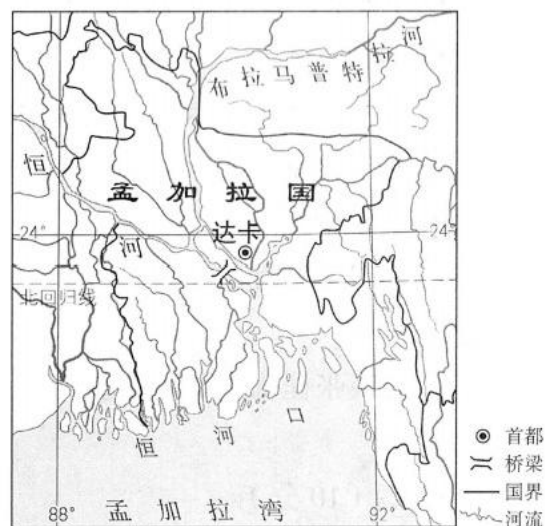 布拉马普特拉河
恒河
孟加拉国
达卡
24° 24°
北回归线
恒河口
孟加拉湾
88° 92°
首都
桥梁
国界
河流